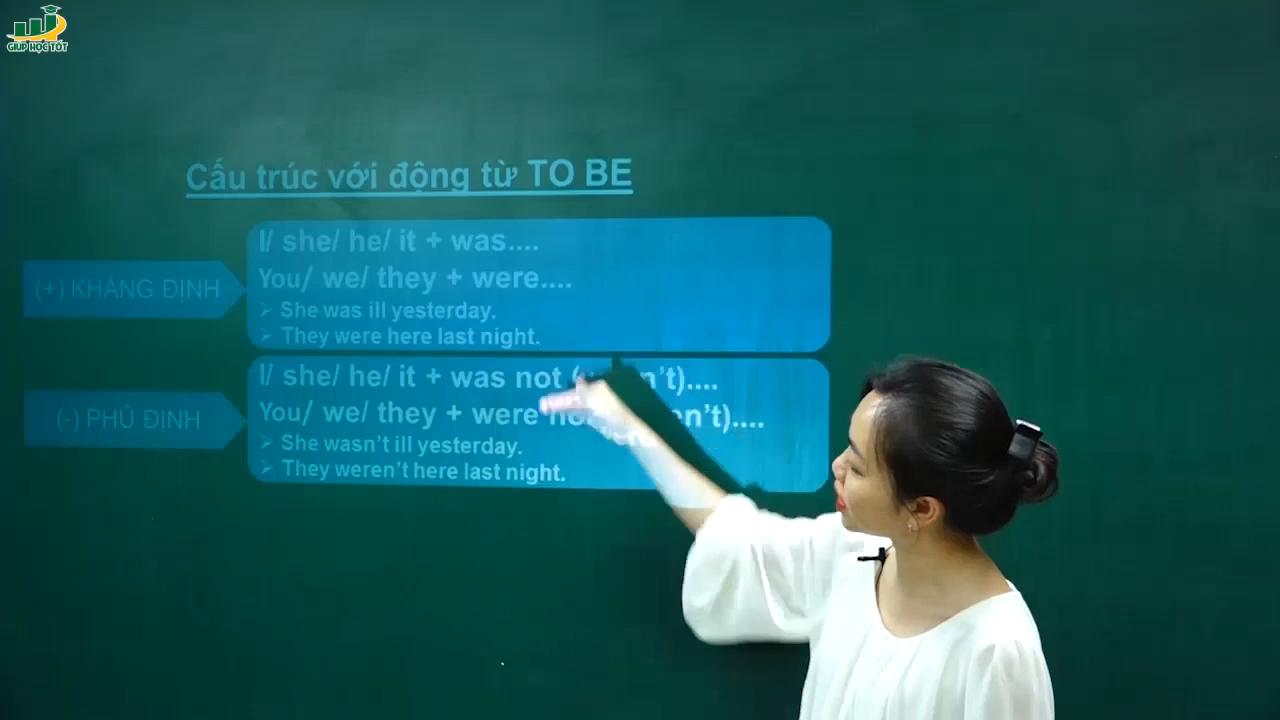 GIÚP HỌC TỐT
Cấu trúc với động từ TO BE
(+) KHẲNG ĐỊNH
I/ she/ he/ it + was....
You/ we/ they + were....
➢ She was ill yesterday.
➢ They were here last night.
(-) PHỦ ĐỊNH
I/ she/ he/ it + was not
You/ we/ they + were
➢ She wasn't ill yesterday.
➢ They weren't here last night.